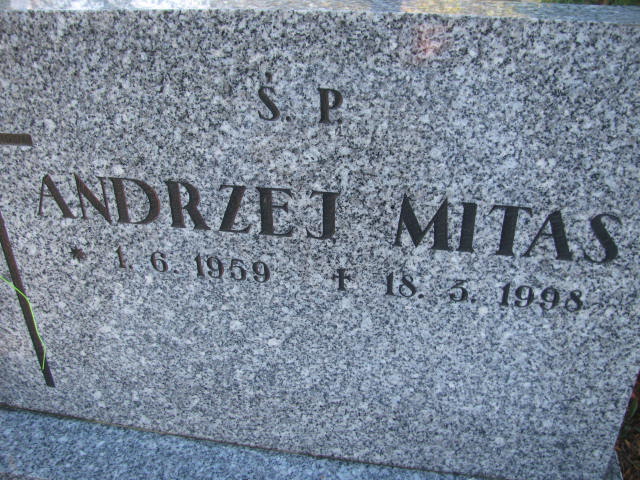 Ś. P.
ANDRZEJ MITAS
* 1. 6. 1959 ✝ 18. 3. 1998